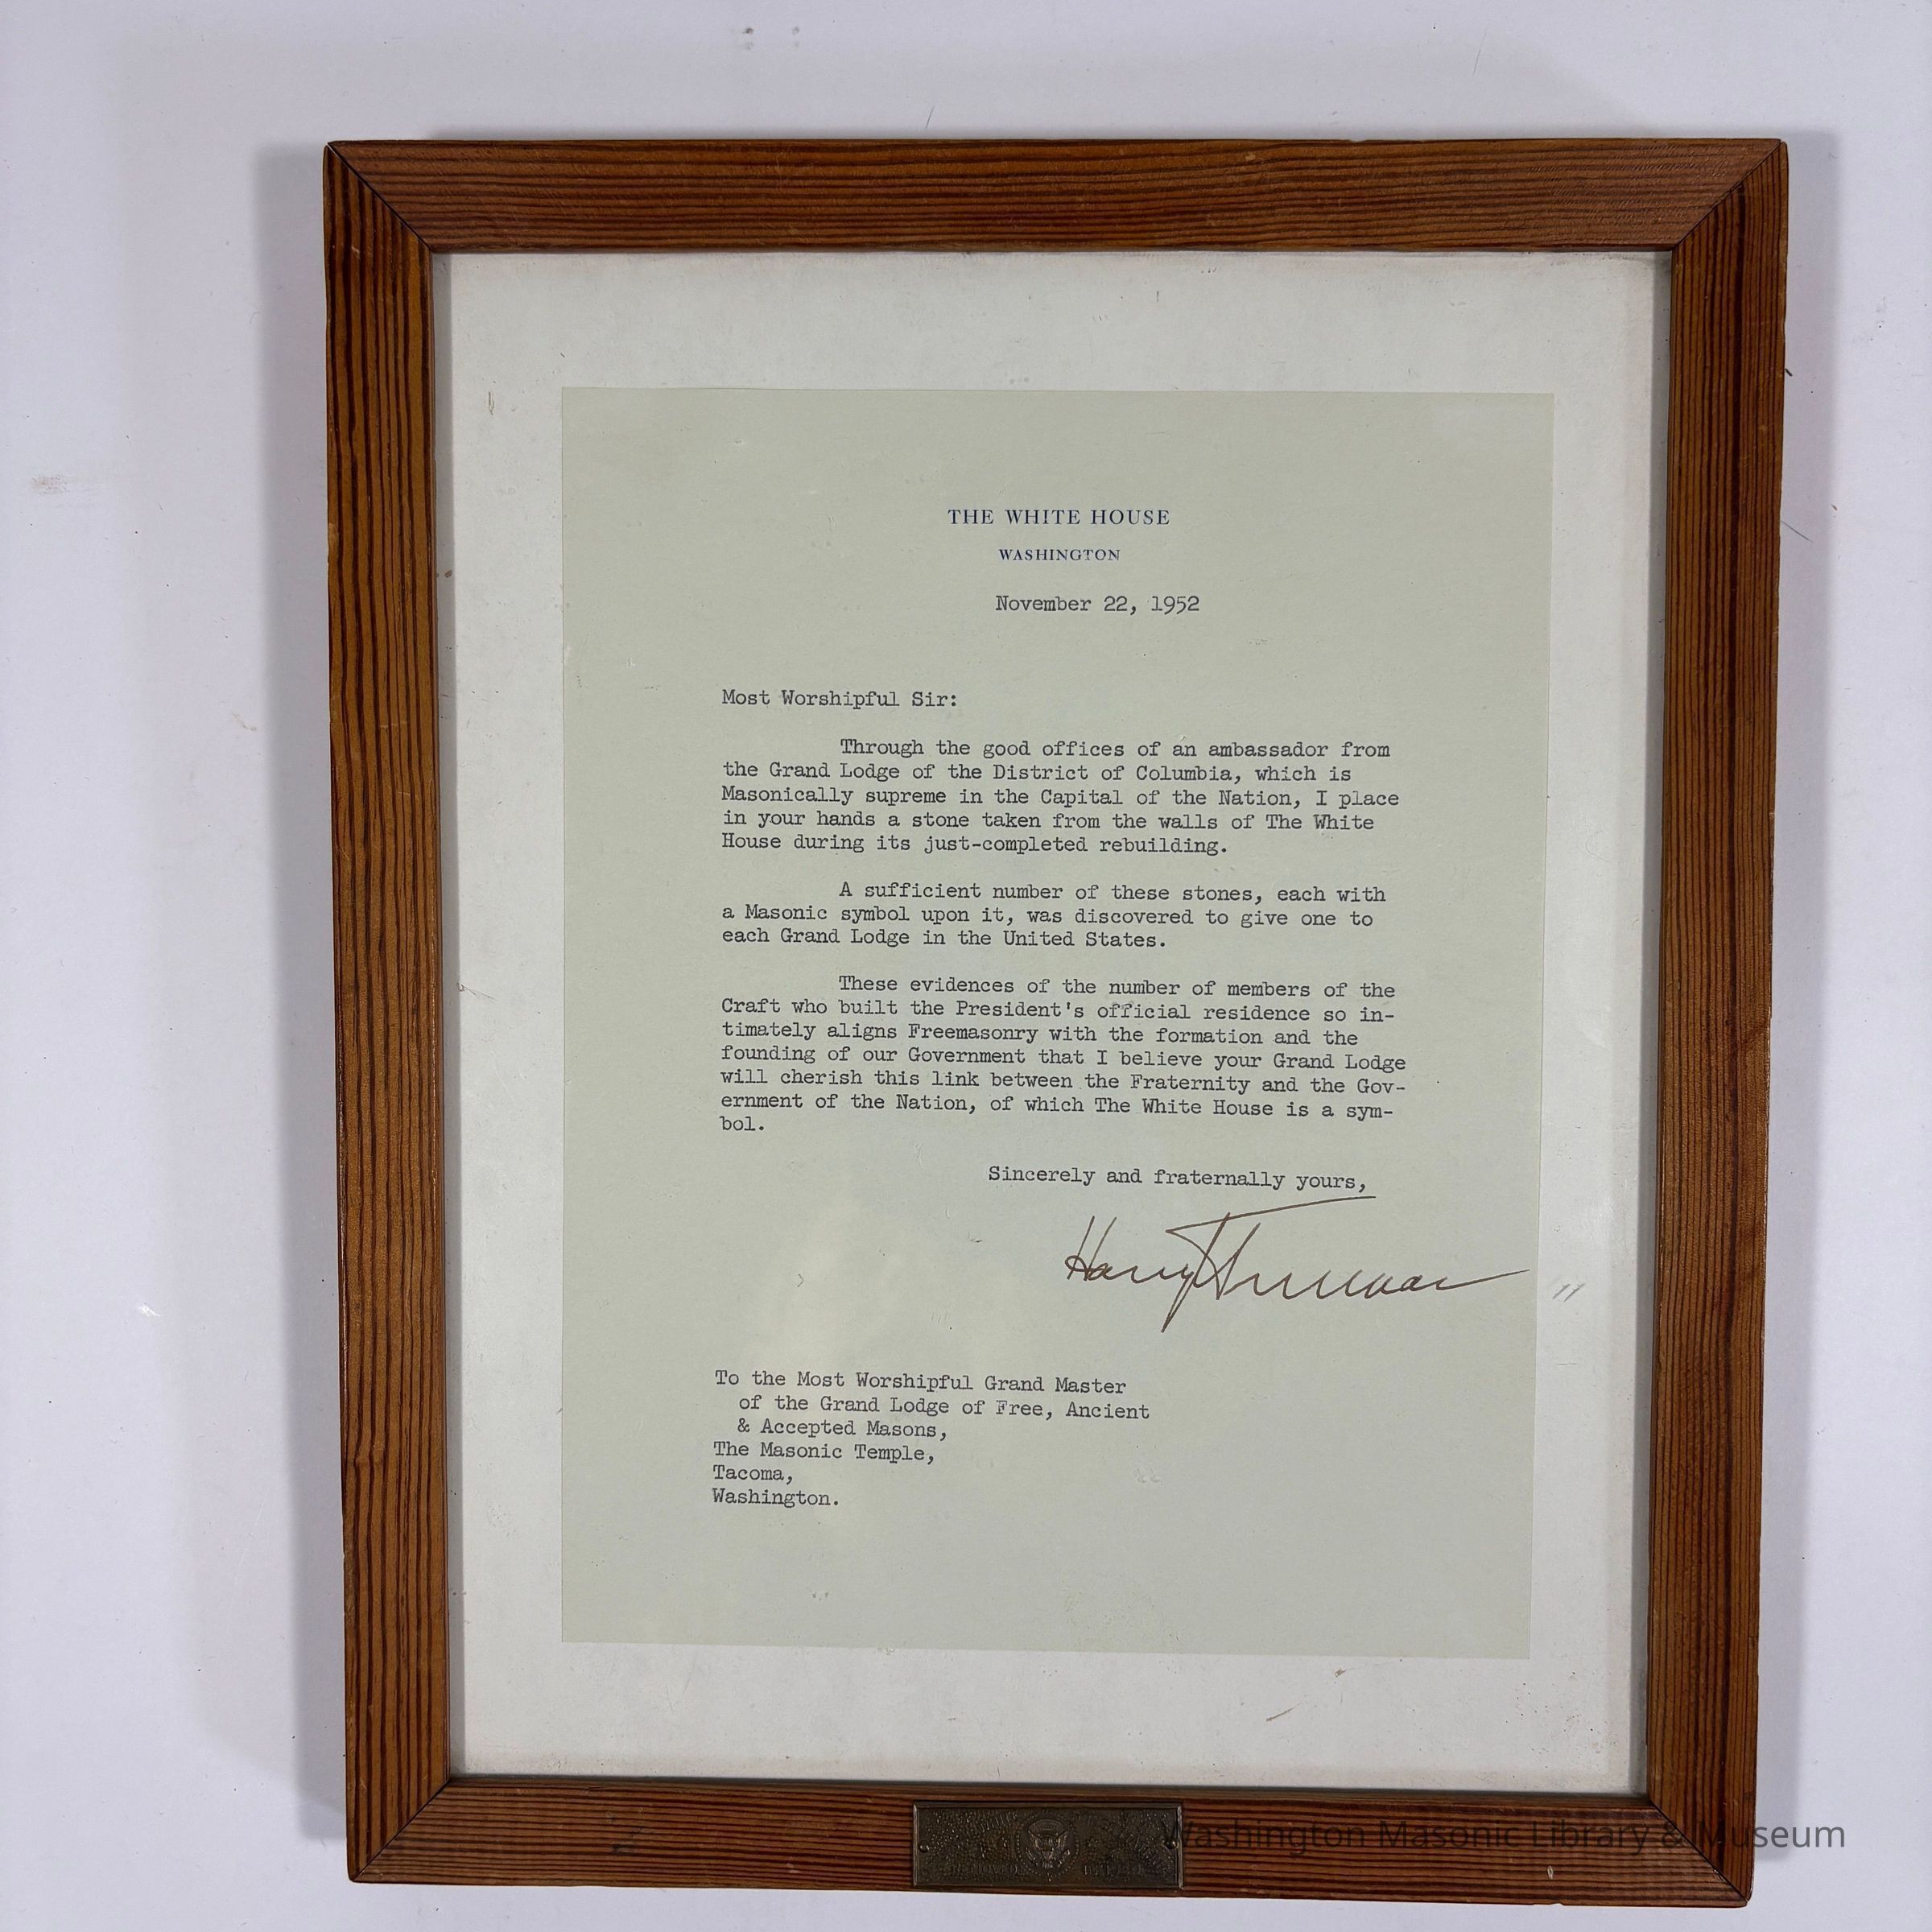 THE WHITE HOUSE
WASHINGTON
November 22, 1952
Most Worshipful Sir:
Through the good offices of an ambassador from
the Grand Lodge of the District of Columbia, which is
Masonically supreme in the Capital of the Nation, I place
in your hands a stone taken from the walls of The White
House during its just-completed rebuilding.
A sufficient number of these stones, each with
a Masonic symbol upon it, was discovered to give one to
each Grand Lodge in the United States.
These evidences of the number of members of the
Craft who built the President's official residence so in-
timately aligns Freemasonry with the formation and the
founding of our Government that I believe your Grand Lodge
will cherish this link between the Fraternity and the Gov-
ernment of the Nation, of which The White House is a sym-
bol.
Sincerely and fraternally yours,
Harry Truman
To the Most Worshipful Grand Master
of the Grand Lodge of Free, Ancient
& Accepted Masons,
The Masonic Temple,
Tacoma,
Washington.
Washington Masonic Library & Museum